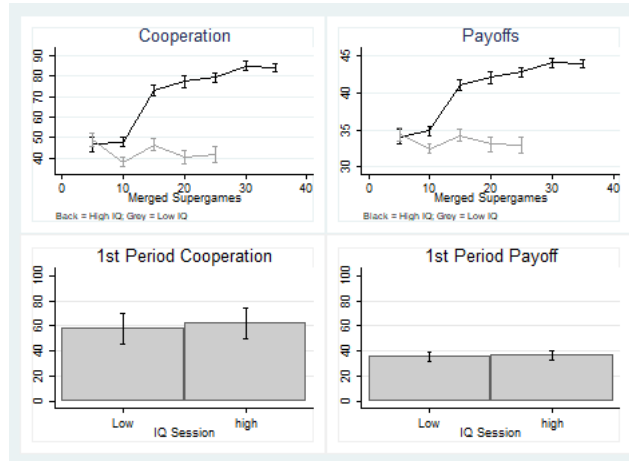 Cooperation
90
80
70
60
50
40
0 10 20 30 40
Merged Supergames
Back = High IQ; Grey = Low IQ
Payoffs
45
40
35
30
0 10 20 30 40
Merged Supergames
Black = High IQ; Grey = Low IQ
1st Period Cooperation
100
80
60
40
20
0
Low high
IQ Session
1st Period Payoff
100
80
60
40
20
0
Low high
IQ Session